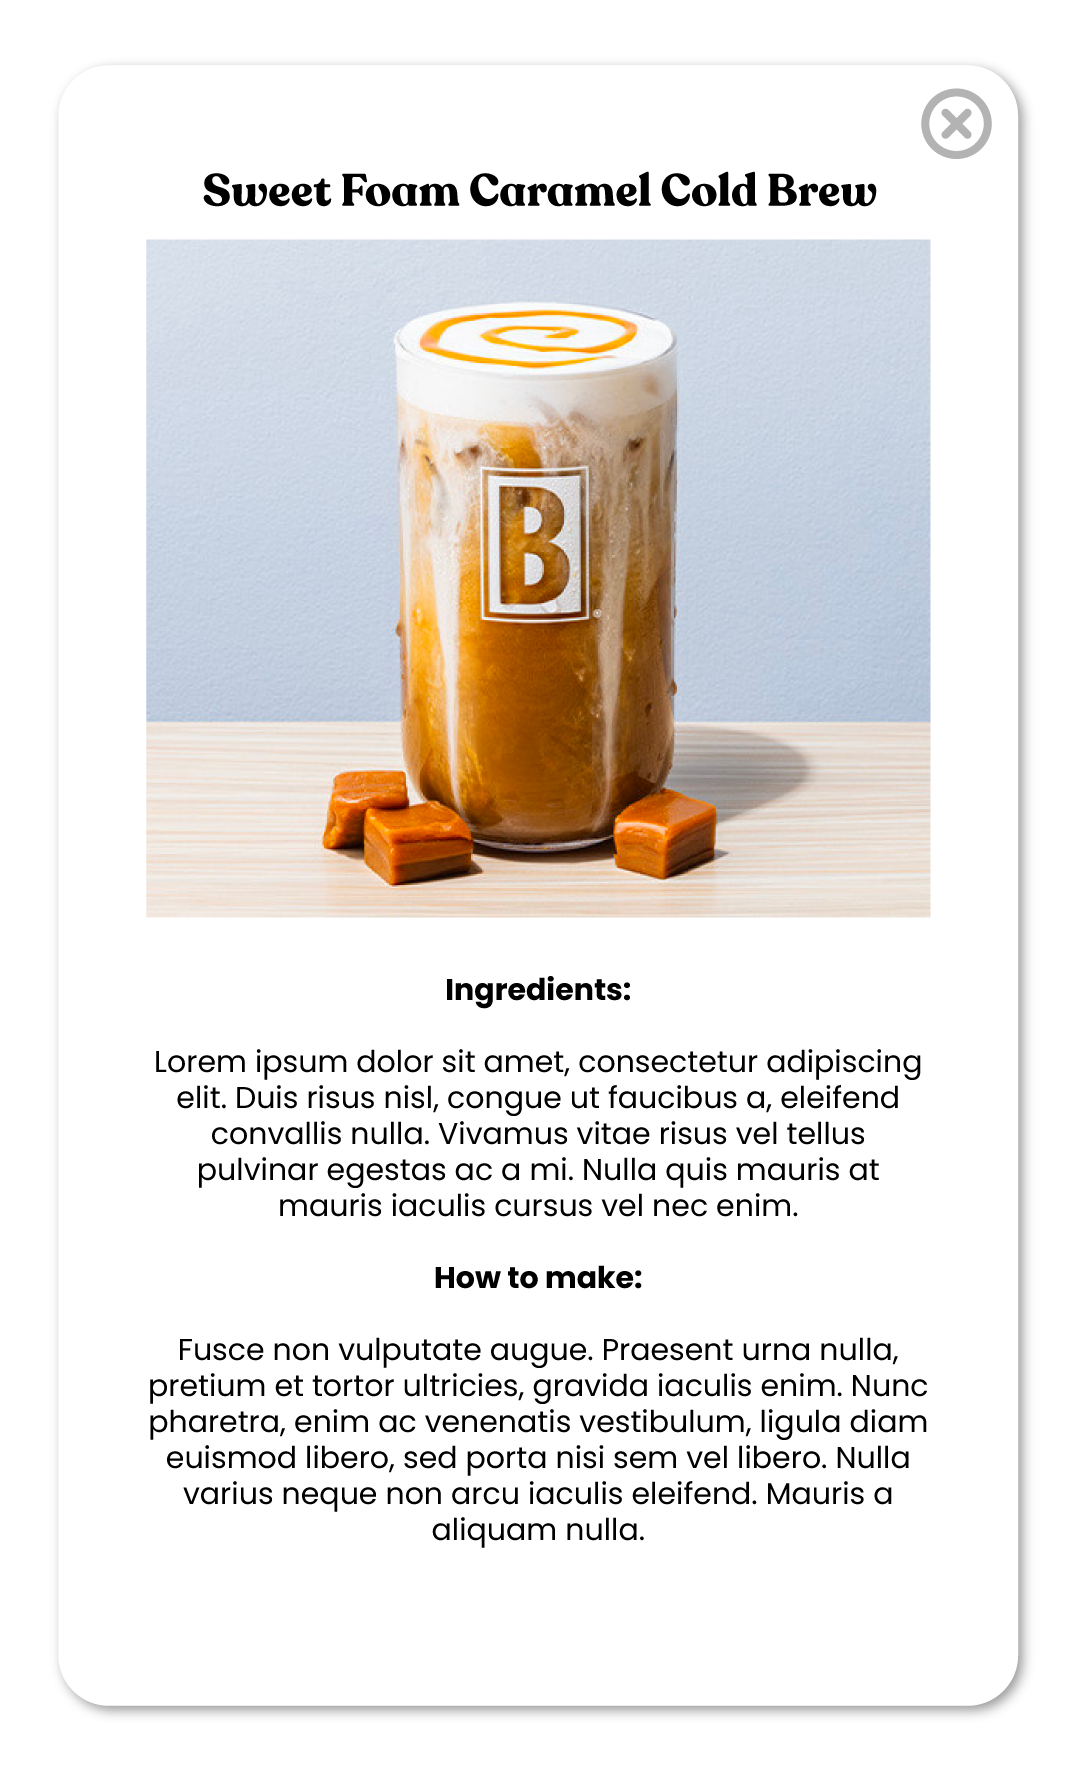 Sweet Foam Caramel Cold Brew
B
®
Ingredients:
Lorem ipsum dolor sit amet, consectetur adipiscing
elit. Duis risus nisl, congue ut faucibus a, eleifend
convallis nulla. Vivamus vitae risus vel tellus
pulvinar egestas ac a mi. Nulla quis mauris at
mauris iaculis cursus vel nec enim.
How to make:
Fusce non vulputate augue. Praesent urna nulla,
pretium et tortor ultricies, gravida iaculis enim. Nunc
pharetra, enim ac venenatis vestibulum, ligula diam
euismod libero, sed porta nisi sem vel libero. Nulla
varius neque non arcu iaculis eleifend. Mauris a
aliquam nulla.